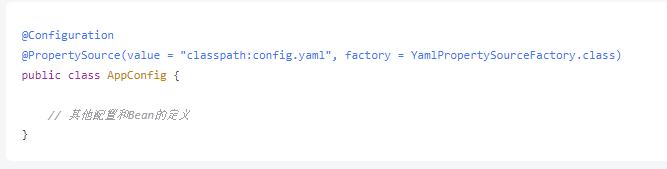 @Configuration
@PropertySource(value = "classpath:config.yaml", factory = YamlPropertySourceFactory.class)
public class AppConfig {
// 其他配置和Bean的定义
}